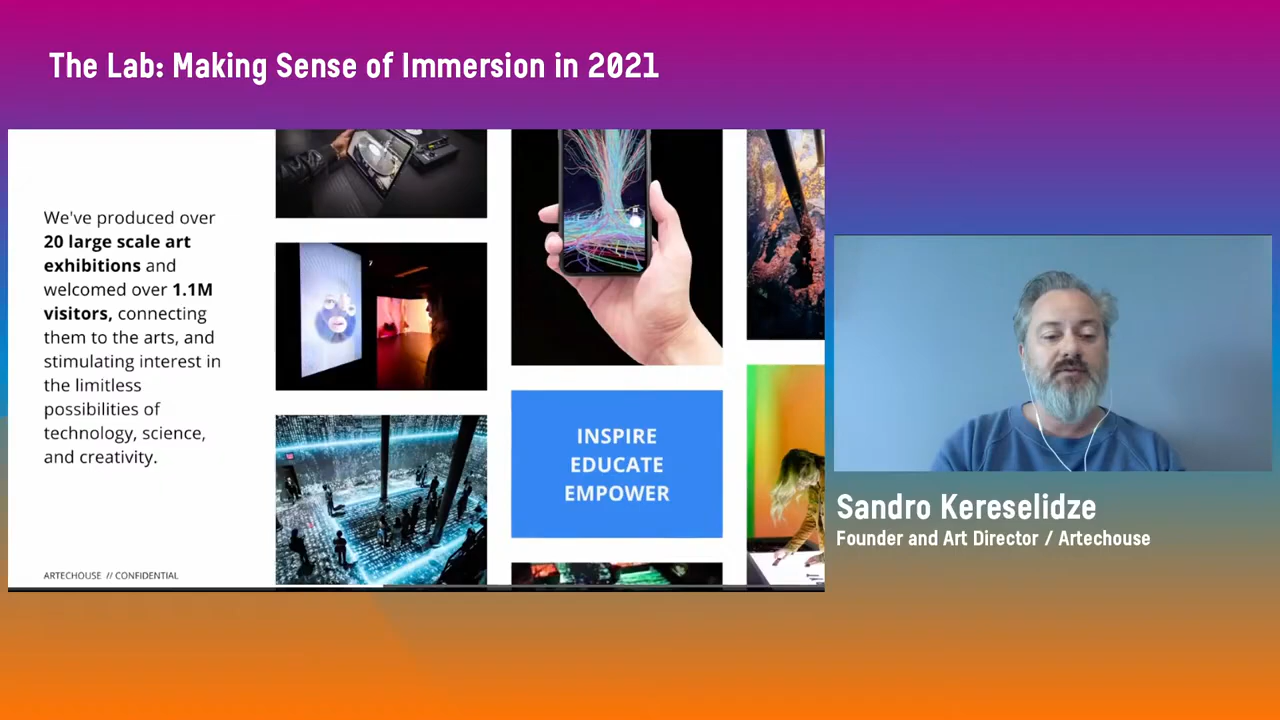 The Lab: Making Sense of Immersion in 2021
We've produced over
20 large scale art
exhibitions and
welcomed over 1.1M
visitors, connecting
them to the arts, and
stimulating interest in
the limitless
possibilities of
technology, science,
and creativity.
ARTECHOUSE // CONFIDENTIAL
INSPIRE
EDUCATE
EMPOWER
Sandro Kereselidze
Founder and Art Director / Artechouse